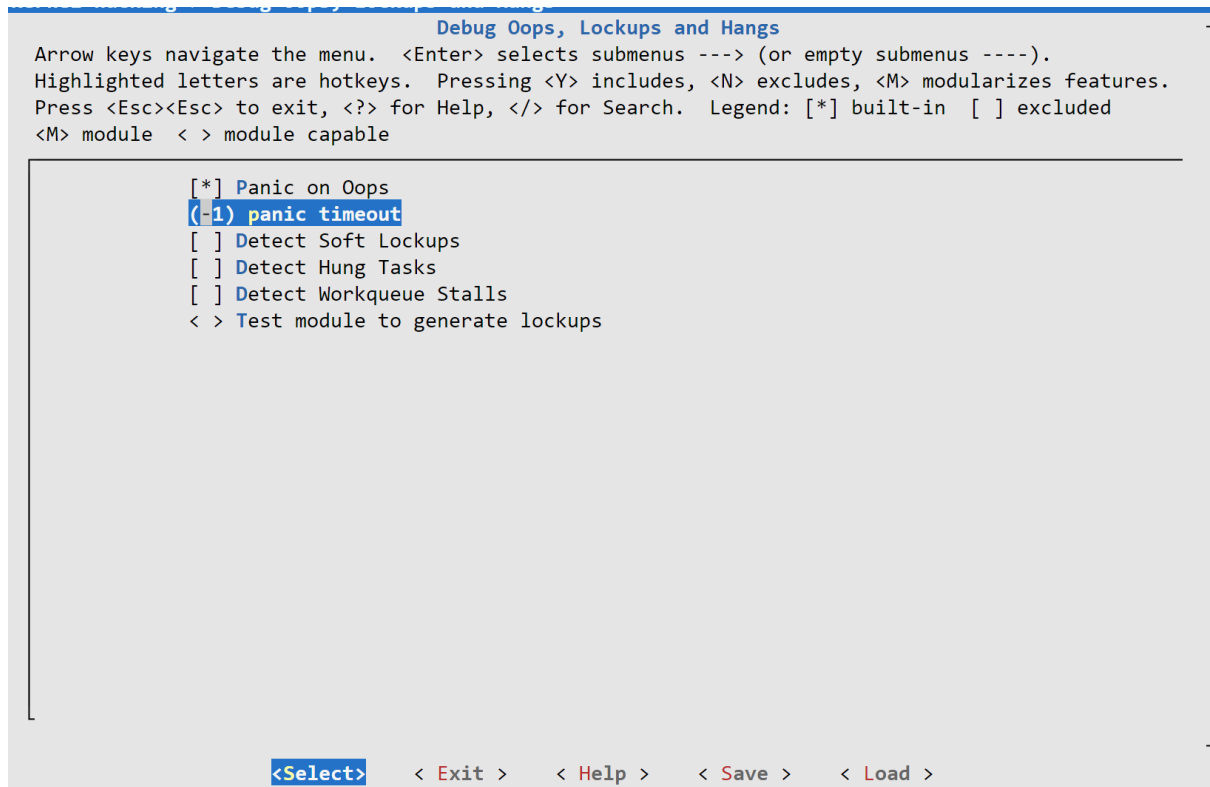 Debug Oops, Lockups and Hangs
Arrow keys navigate the menu.  <Enter> selects submenus ---> (or empty submenus ----).
Highlighted letters are hotkeys.  Pressing <Y> includes, <N> excludes, <M> modularizes features.
Press <Esc><Esc> to exit, <?> for Help, </> for Search.  Legend: [*] built-in  [ ] excluded
<M> module  < > module capable
[*] Panic on Oops
(-1) panic timeout
[ ] Detect Soft Lockups
[ ] Detect Hung Tasks
[ ] Detect Workqueue Stalls
< > Test module to generate lockups
<Select>    < Exit >    < Help >    < Save >    < Load >